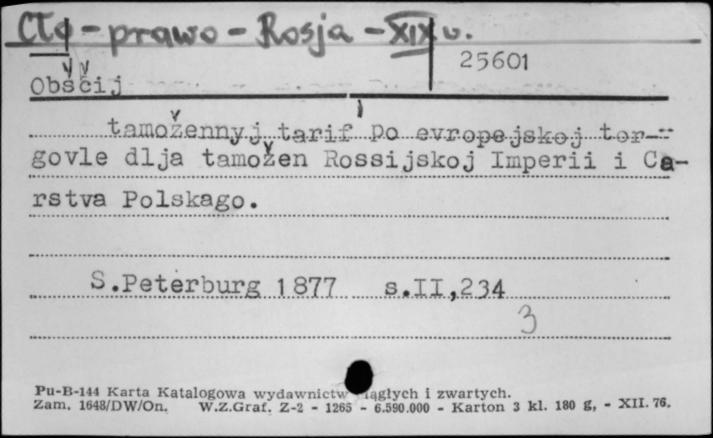 Cło - prawo - Rosja - XIX w.
25601
Obščij
tamožennyj tarif po evropejskoj tor-
govle dlja tamožen Rossijskoj Imperii i Ca-
rstva Polskago.
S.Peterburg 1877 s.II,234
3
Pu-B-144 Karta Katalogowa wydawnictw ciągłych i zwartych.
Zam. 1648/DW/On. W.Z.Graf. Z-2 - 1265 - 6.590.000 - Karton 3 kl. 180 g, - XII. 76.